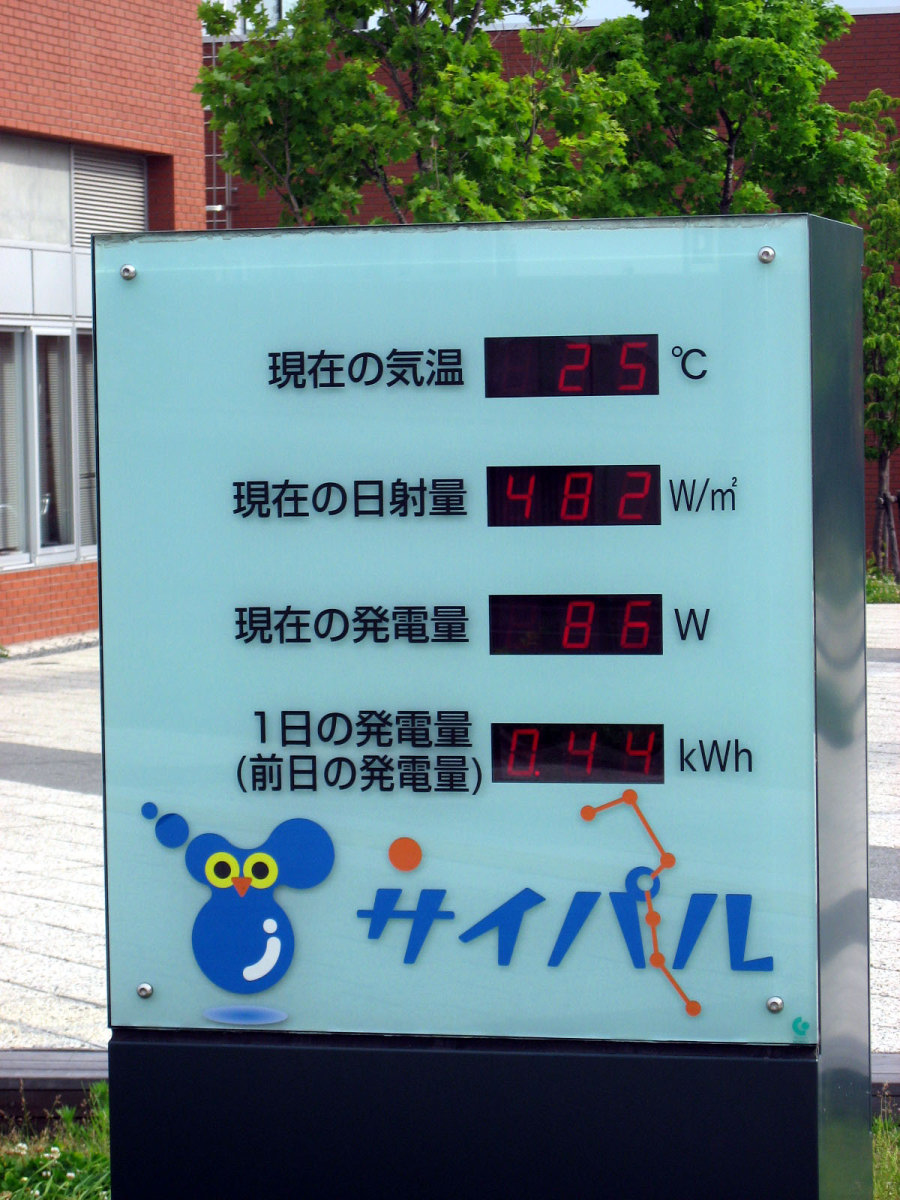 現在の気温 25 ℃
現在の日射量 482 W/㎡
現在の発電量 86 W
1日の発電量
(前日の発電量) 0.44 kWh
サイパル